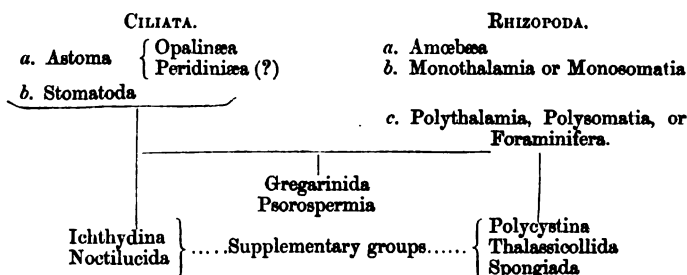 CILIATA.
a. Astoma { Opalinæa
Peridiniæa (?)
b. Stomatoda
RHIZOPODA.
a. Amœbæa
b. Monothalamia or Monosomatia
c. Polythalamia, Polysomatia, or
Foraminifera.
Gregarinida
Psorospermia
Ichthydina
Noctilucida
.....Supplementary groups......
Polycystina
Thalassicollida
Spongiada